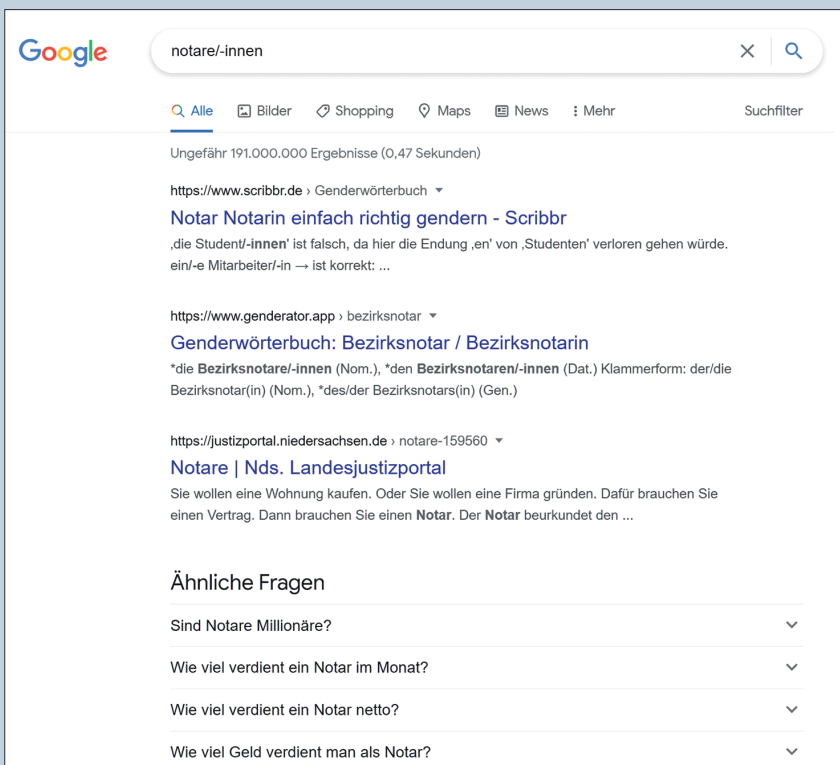 Google
notare/-innen
Alle Bilder Shopping Maps News Mehr Suchfilter
Ungefähr 191.000.000 Ergebnisse (0,47 Sekunden)
https://www.scribbr.de › Genderwörterbuch
Notar Notarin einfach richtig gendern - Scribbr
‚die Student/-innen' ist falsch, da hier die Endung ‚en' von ‚Studenten' verloren gehen würde.
ein/-e Mitarbeiter/-in → ist korrekt: ...
https://www.genderator.app › bezirksnotar
Genderwörterbuch: Bezirksnotar / Bezirksnotarin
*die Bezirksnotare/-innen (Nom.), *den Bezirksnotaren/-innen (Dat.) Klammerform: der/die
Bezirksnotar(in) (Nom.), *des/der Bezirksnotars(in) (Gen.)
https://justizportal.niedersachsen.de › notare-159560
Notare | Nds. Landesjustizportal
Sie wollen eine Wohnung kaufen. Oder Sie wollen eine Firma gründen. Dafür brauchen Sie
einen Vertrag. Dann brauchen Sie einen Notar. Der Notar beurkundet den ...
Ähnliche Fragen
Sind Notare Millionäre?
Wie viel verdient ein Notar im Monat?
Wie viel verdient ein Notar netto?
Wie viel Geld verdient man als Notar?